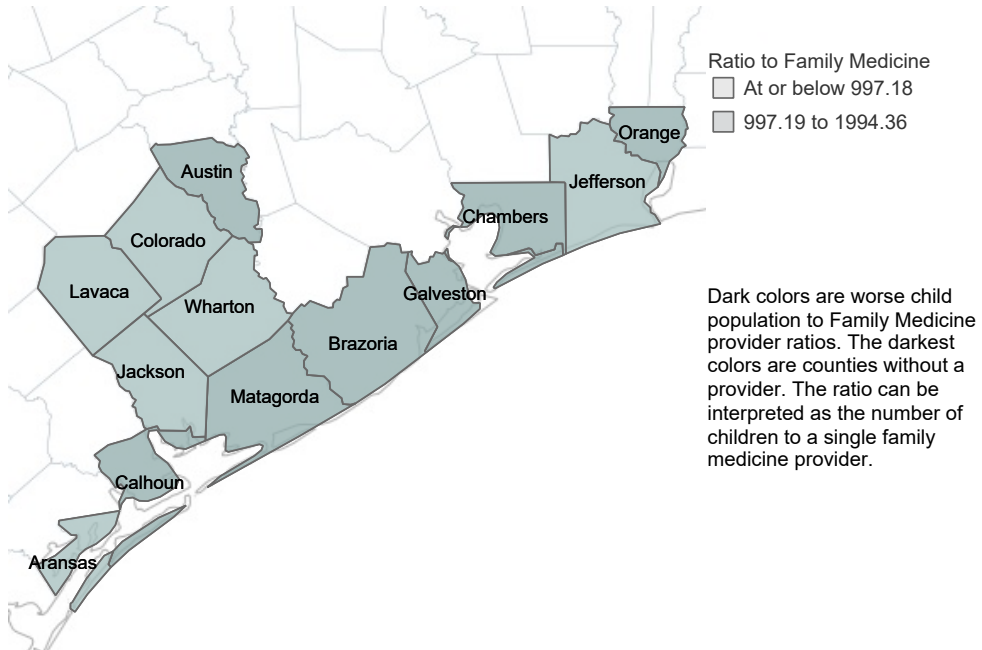 Ratio to Family Medicine
At or below 997.18
997.19 to 1994.36
Orange
Austin
Jefferson
Chambers
Colorado
Lavaca
Galveston
Wharton
Brazoria
Jackson
Matagorda
Calhoun
Aransas
Dark colors are worse child
population to Family Medicine
provider ratios. The darkest
colors are counties without a
provider. The ratio can be
interpreted as the number of
children to a single family
medicine provider.